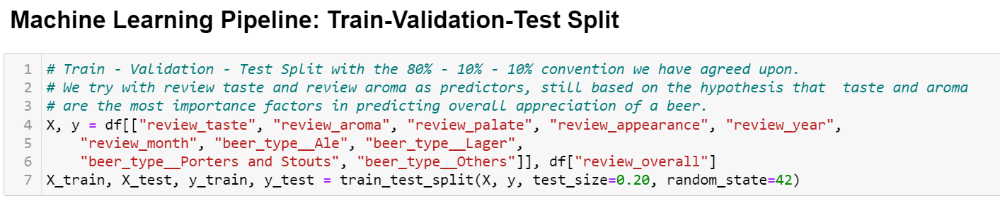 Machine Learning Pipeline: Train-Validation-Test Split
1 # Train - Validation - Test Split with the 80% - 10% - 10% convention we have agreed upon.
2 # We try with review taste and review aroma as predictors, still based on the hypothesis that  taste and aroma
3 # are the most importance factors in predicting overall appreciation of a beer.
4 X, y = df[["review_taste", "review_aroma", "review_palate", "review_appearance", "review_year",
5     "review_month", "beer_type__Ale", "beer_type__Lager",
6     "beer_type__Porters and Stouts", "beer_type__Others"]], df["review_overall"]
7 X_train, X_test, y_train, y_test = train_test_split(X, y, test_size=0.20, random_state=42)